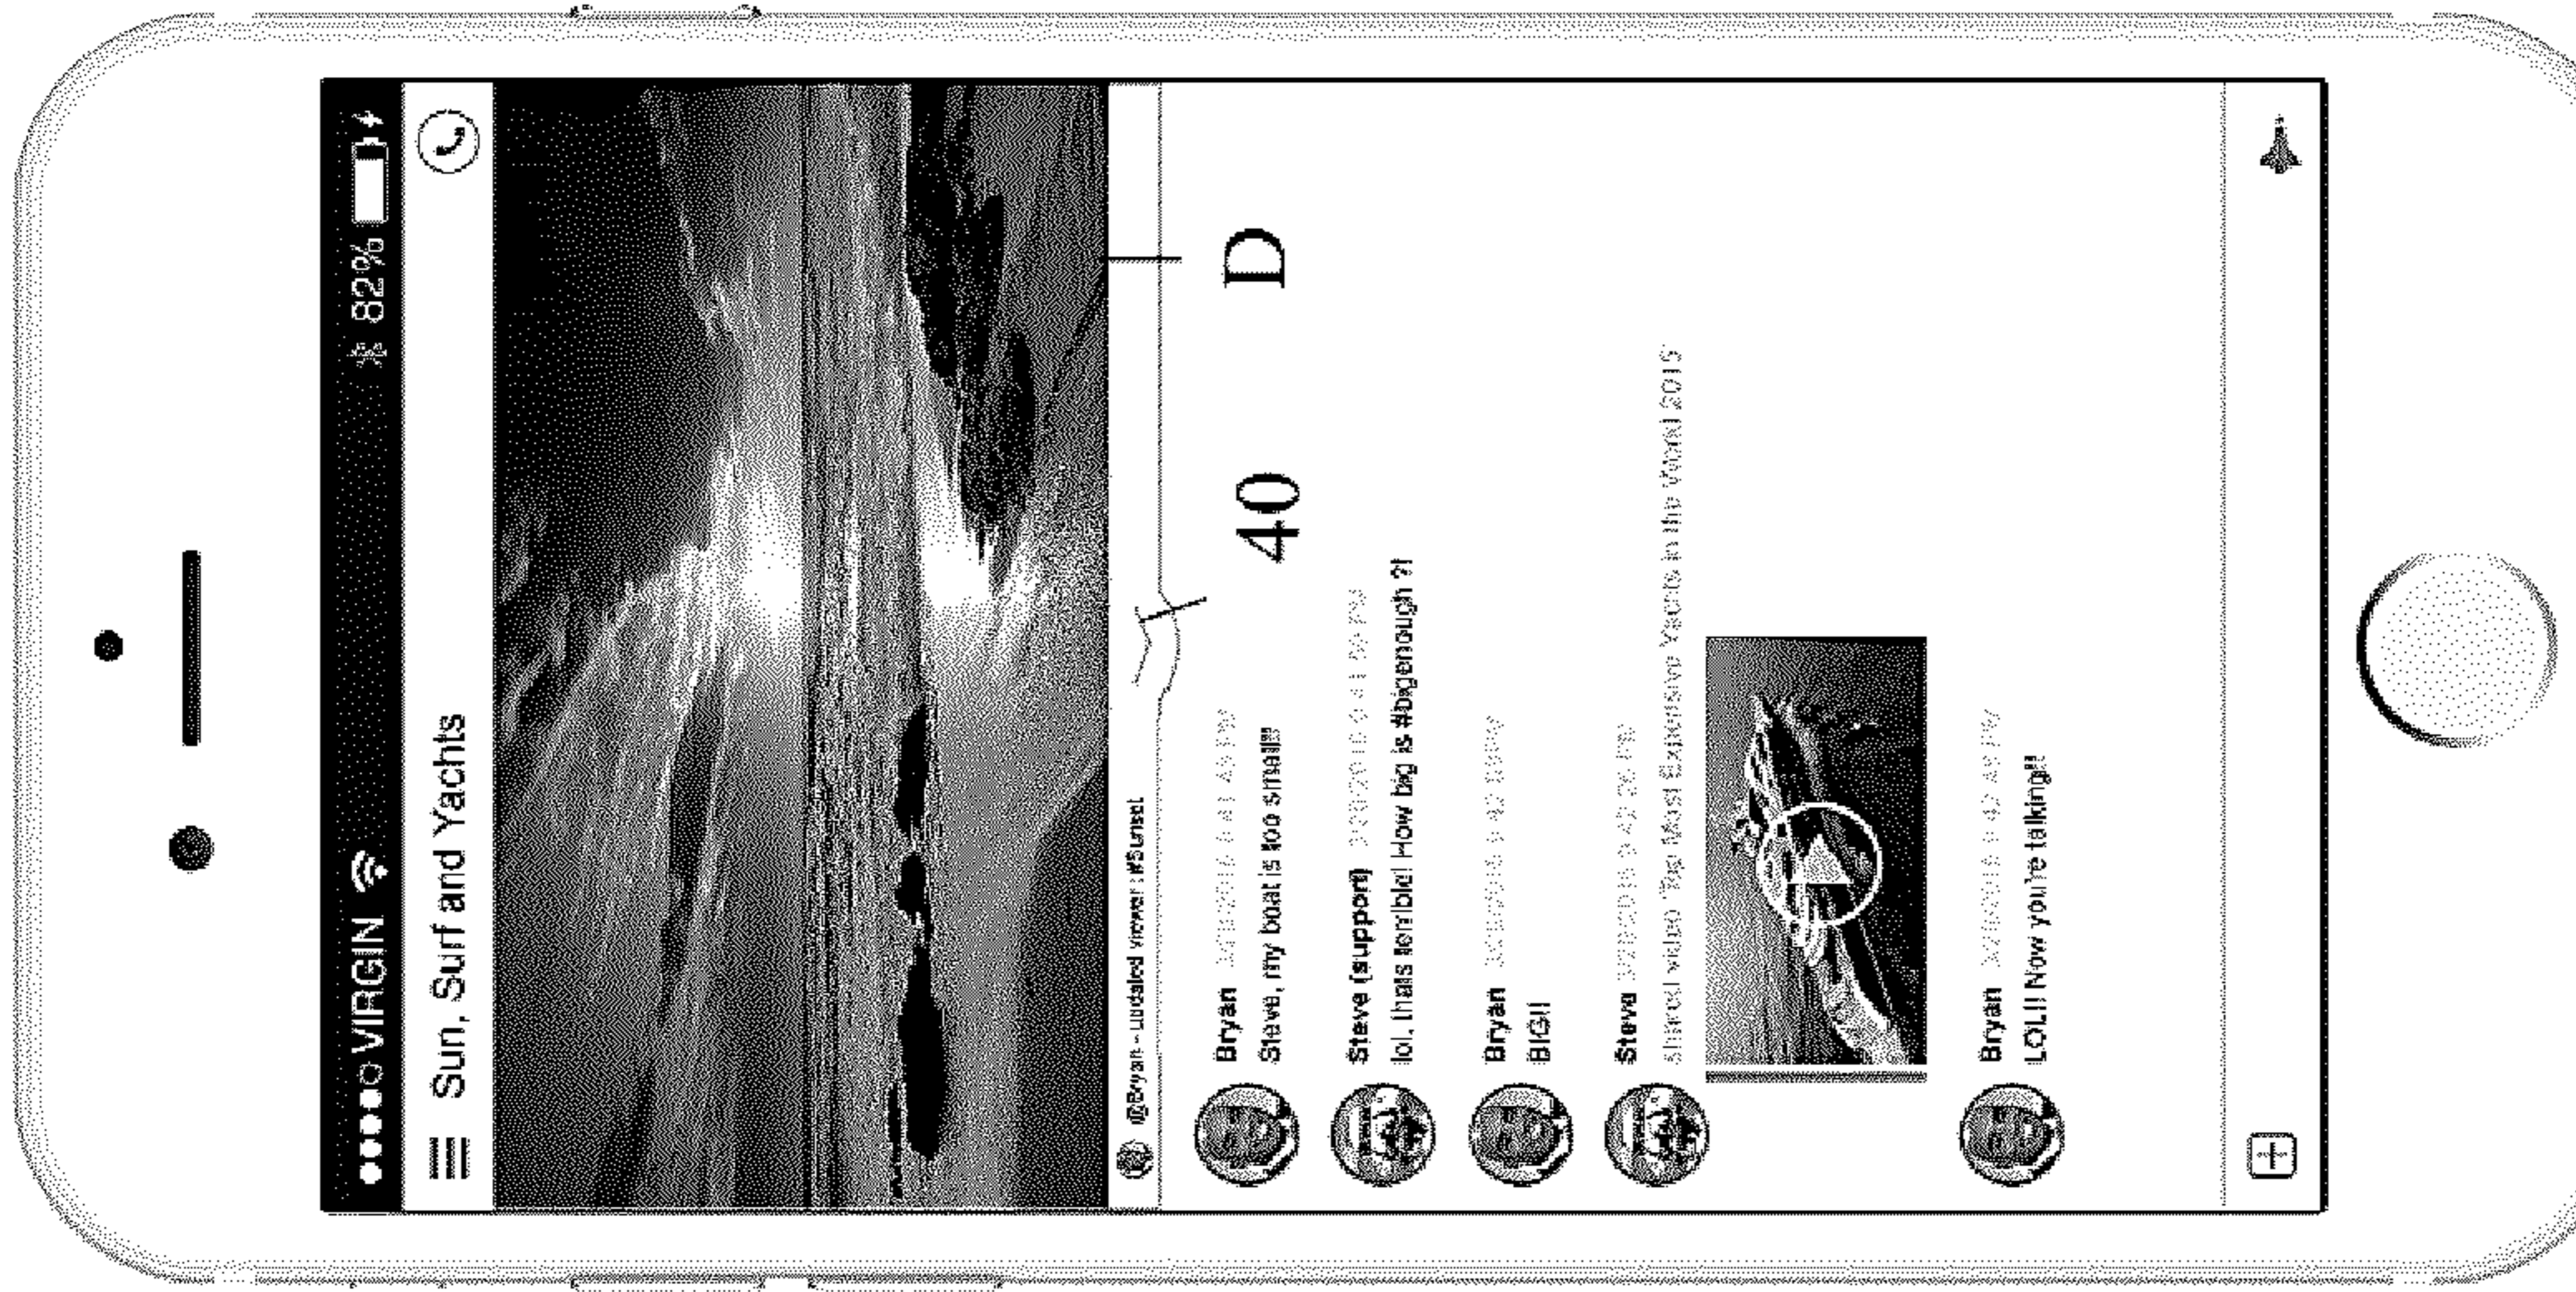 VIRGIN 82%
Sun, Surf and Yachts
@Bryan - Updated viewer : #Sunset
D
40
Bryan
Steve, my boat is too small!!
Steve (support)
lol, thats terrible! How big is #bigenough ?!
Bryan
BIG!!
Steve
shared video Top Most Expensive Yachts in the World 2015
Bryan
LOL!! Now you're talking!!